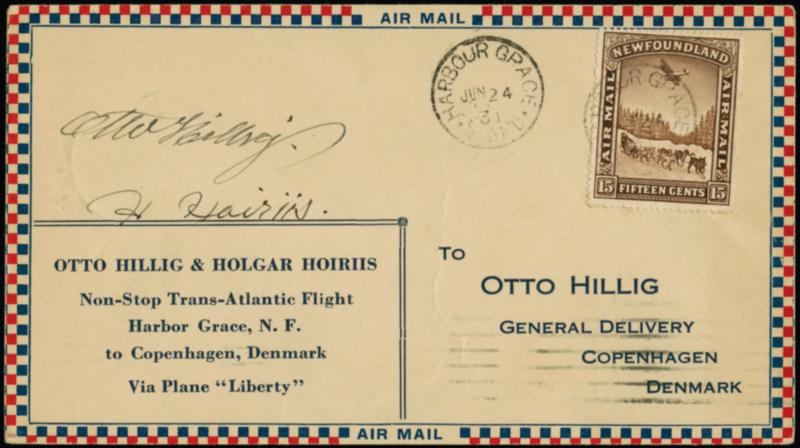 AIR MAIL
HARBOUR GRACE
JUN 24
31
NEWFOUNDLAND
AIR MAIL
AIR MAIL
15 FIFTEEN CENTS 15
Otto Hillig.
H Hoiriis.
OTTO HILLIG & HOLGAR HOIRIIS
Non-Stop Trans-Atlantic Flight
Harbor Grace, N. F.
to Copenhagen, Denmark
Via Plane "Liberty"
To
OTTO HILLIG
GENERAL DELIVERY
COPENHAGEN
DENMARK
AIR MAIL